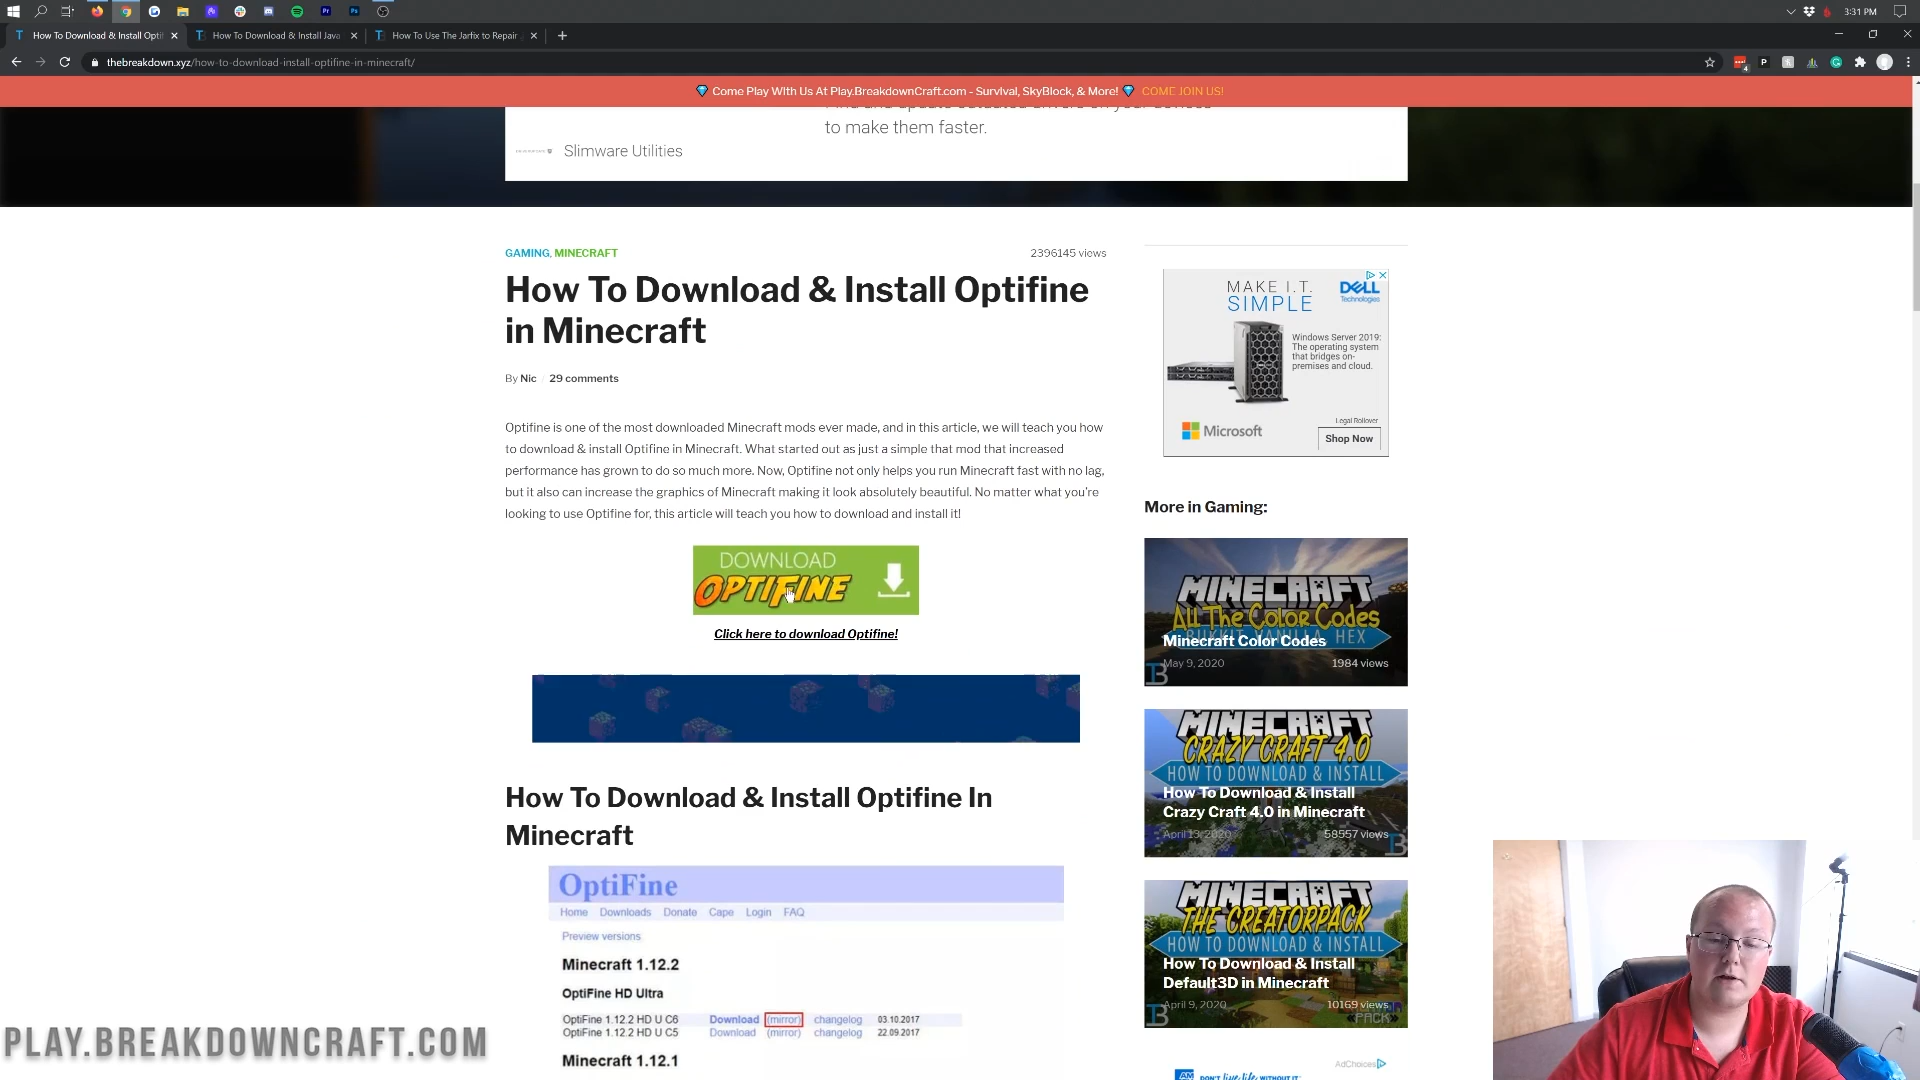 3:31 PM
How To Download & Install Opti
How To Download & Install Java
How To Use The Jarfix to Repair
thebreakdown.xyz/how-to-download-install-optifine-in-minecraft/
Come Play With Us At Play.BreakdownCraft.com - Survival, SkyBlock, & More! COME JOIN US!
to make them faster.
Slimware Utilities
GAMING, MINECRAFT
2396145 views
How To Download & Install Optifine
in Minecraft
By Nic / 29 comments
Optifine is one of the most downloaded Minecraft mods ever made, and in this article, we will teach you how
to download & install Optifine in Minecraft. What started out as just a simple that mod that increased
performance has grown to do so much more. Now, Optifine not only helps you run Minecraft fast with no lag,
but it also can increase the graphics of Minecraft making it look absolutely beautiful. No matter what you're
looking to use Optifine for, this article will teach you how to download and install it!
DOWNLOAD
OPTIFINE
Click here to download Optifine!
How To Download & Install Optifine In
Minecraft
OptiFine
Home Downloads Donate Cape Login FAQ
Preview versions
Minecraft 1.12.2
OptiFine HD Ultra
OptiFine 1.12.2 HD U C6 Download (mirror) changelog 03.10.2017
OptiFine 1.12.2 HD U C5 Download (mirror) changelog 22.09.2017
Minecraft 1.12.1
MAKE I.T.
SIMPLE
DELL
Technologies
Windows Server 2019:
The operating system
that bridges on-
premises and cloud.
Legal Rollover
Microsoft
Shop Now
More in Gaming:
MINECRAFT
All The Color Codes
BUKKIT VANILLA HEX
Minecraft Color Codes
May 9, 2020
1984 views
MINECRAFT
CRAZY CRAFT 4.0
HOW TO DOWNLOAD & INSTALL
How To Download & Install
Crazy Craft 4.0 in Minecraft
April 13, 2020
58557 views
MINECRAFT
THE CREATORPACK
HOW TO DOWNLOAD & INSTALL
How To Download & Install
Default3D in Minecraft
April 9, 2020
10169 views
PACK
AdChoices
DON'T live life WITHOUT IT
PLAY.BREAKDOWNCRAFT.COM